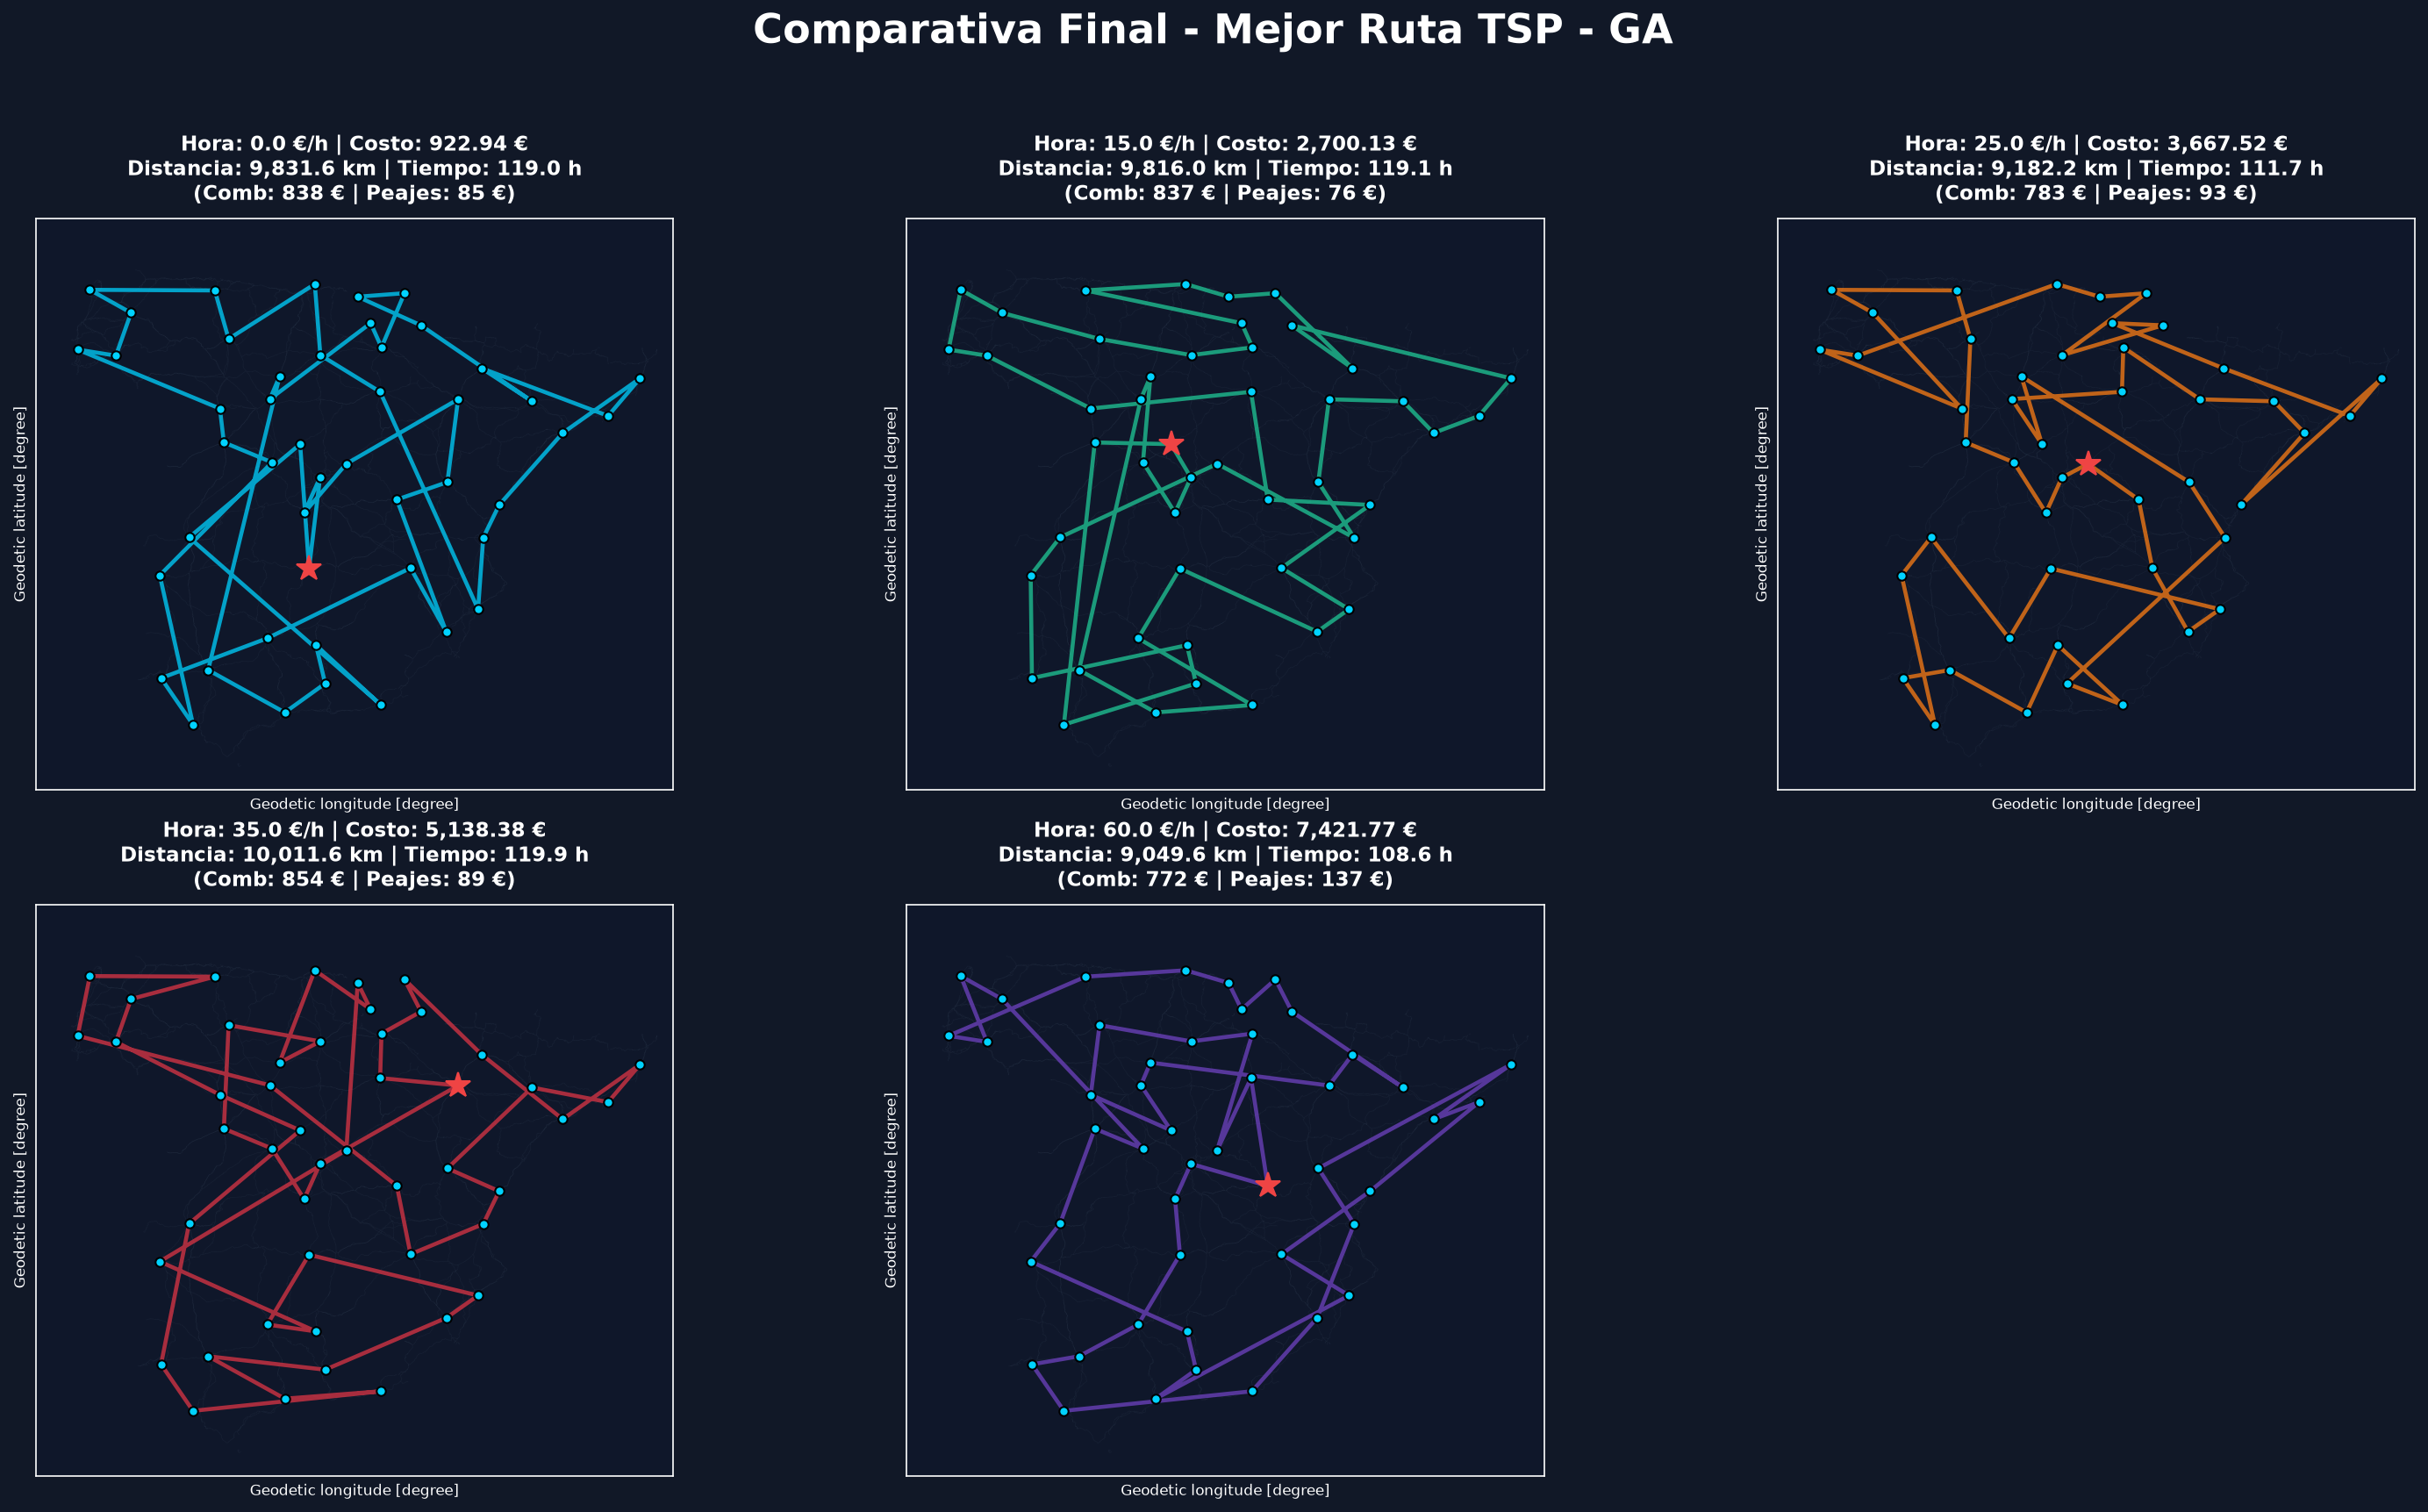 Comparativa Final - Mejor Ruta TSP - GA
Hora: 0.0 €/h | Costo: 922.94 €
Distancia: 9,831.6 km | Tiempo: 119.0 h
(Comb: 838 € | Peajes: 85 €)
Geodetic latitude [degree]
Geodetic longitude [degree]
Hora: 15.0 €/h | Costo: 2,700.13 €
Distancia: 9,816.0 km | Tiempo: 119.1 h
(Comb: 837 € | Peajes: 76 €)
Geodetic latitude [degree]
Geodetic longitude [degree]
Hora: 25.0 €/h | Costo: 3,667.52 €
Distancia: 9,182.2 km | Tiempo: 111.7 h
(Comb: 783 € | Peajes: 93 €)
Geodetic latitude [degree]
Geodetic longitude [degree]
Hora: 35.0 €/h | Costo: 5,138.38 €
Distancia: 10,011.6 km | Tiempo: 119.9 h
(Comb: 854 € | Peajes: 89 €)
Geodetic latitude [degree]
Geodetic longitude [degree]
Hora: 60.0 €/h | Costo: 7,421.77 €
Distancia: 9,049.6 km | Tiempo: 108.6 h
(Comb: 772 € | Peajes: 137 €)
Geodetic latitude [degree]
Geodetic longitude [degree]